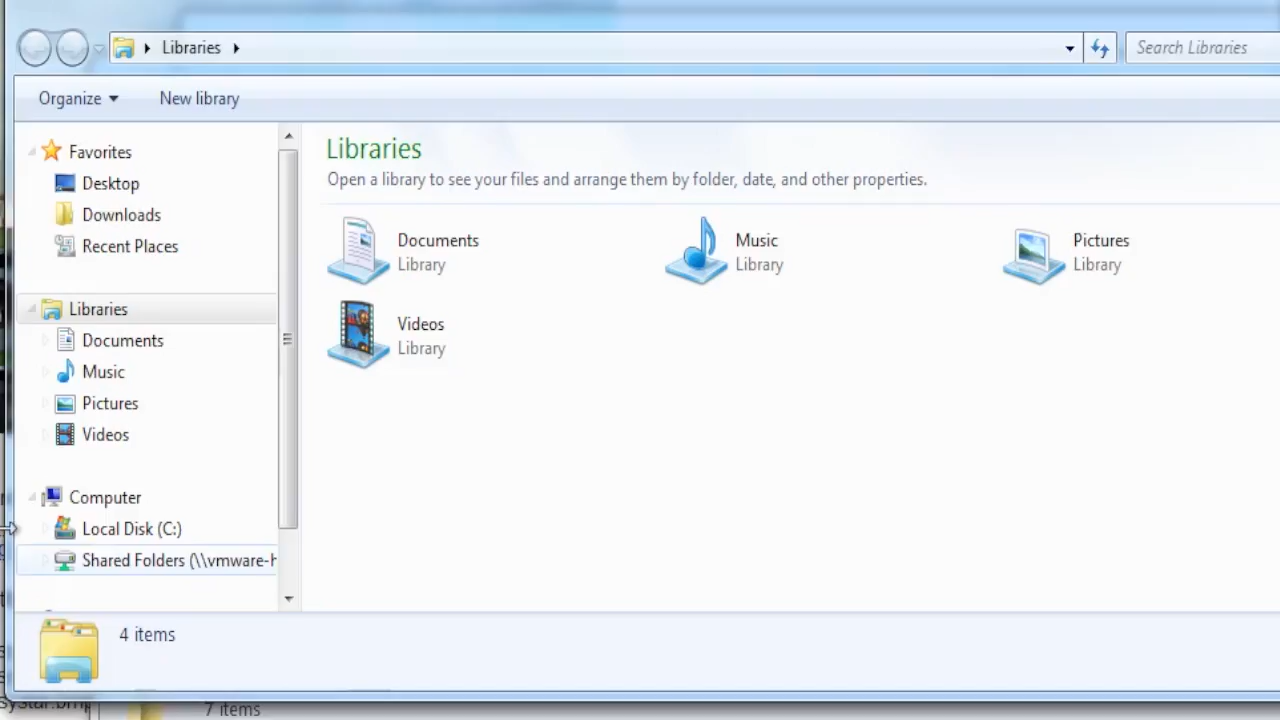 Libraries
Search Libraries
Organize
New library
Favorites
Desktop
Downloads
Recent Places
Libraries
Documents
Music
Pictures
Videos
Computer
Local Disk (C:)
Shared Folders (\\vmware-h
Libraries
Open a library to see your files and arrange them by folder, date, and other properties.
Documents
Library
Music
Library
Pictures
Library
Videos
Library
4 items
7 items